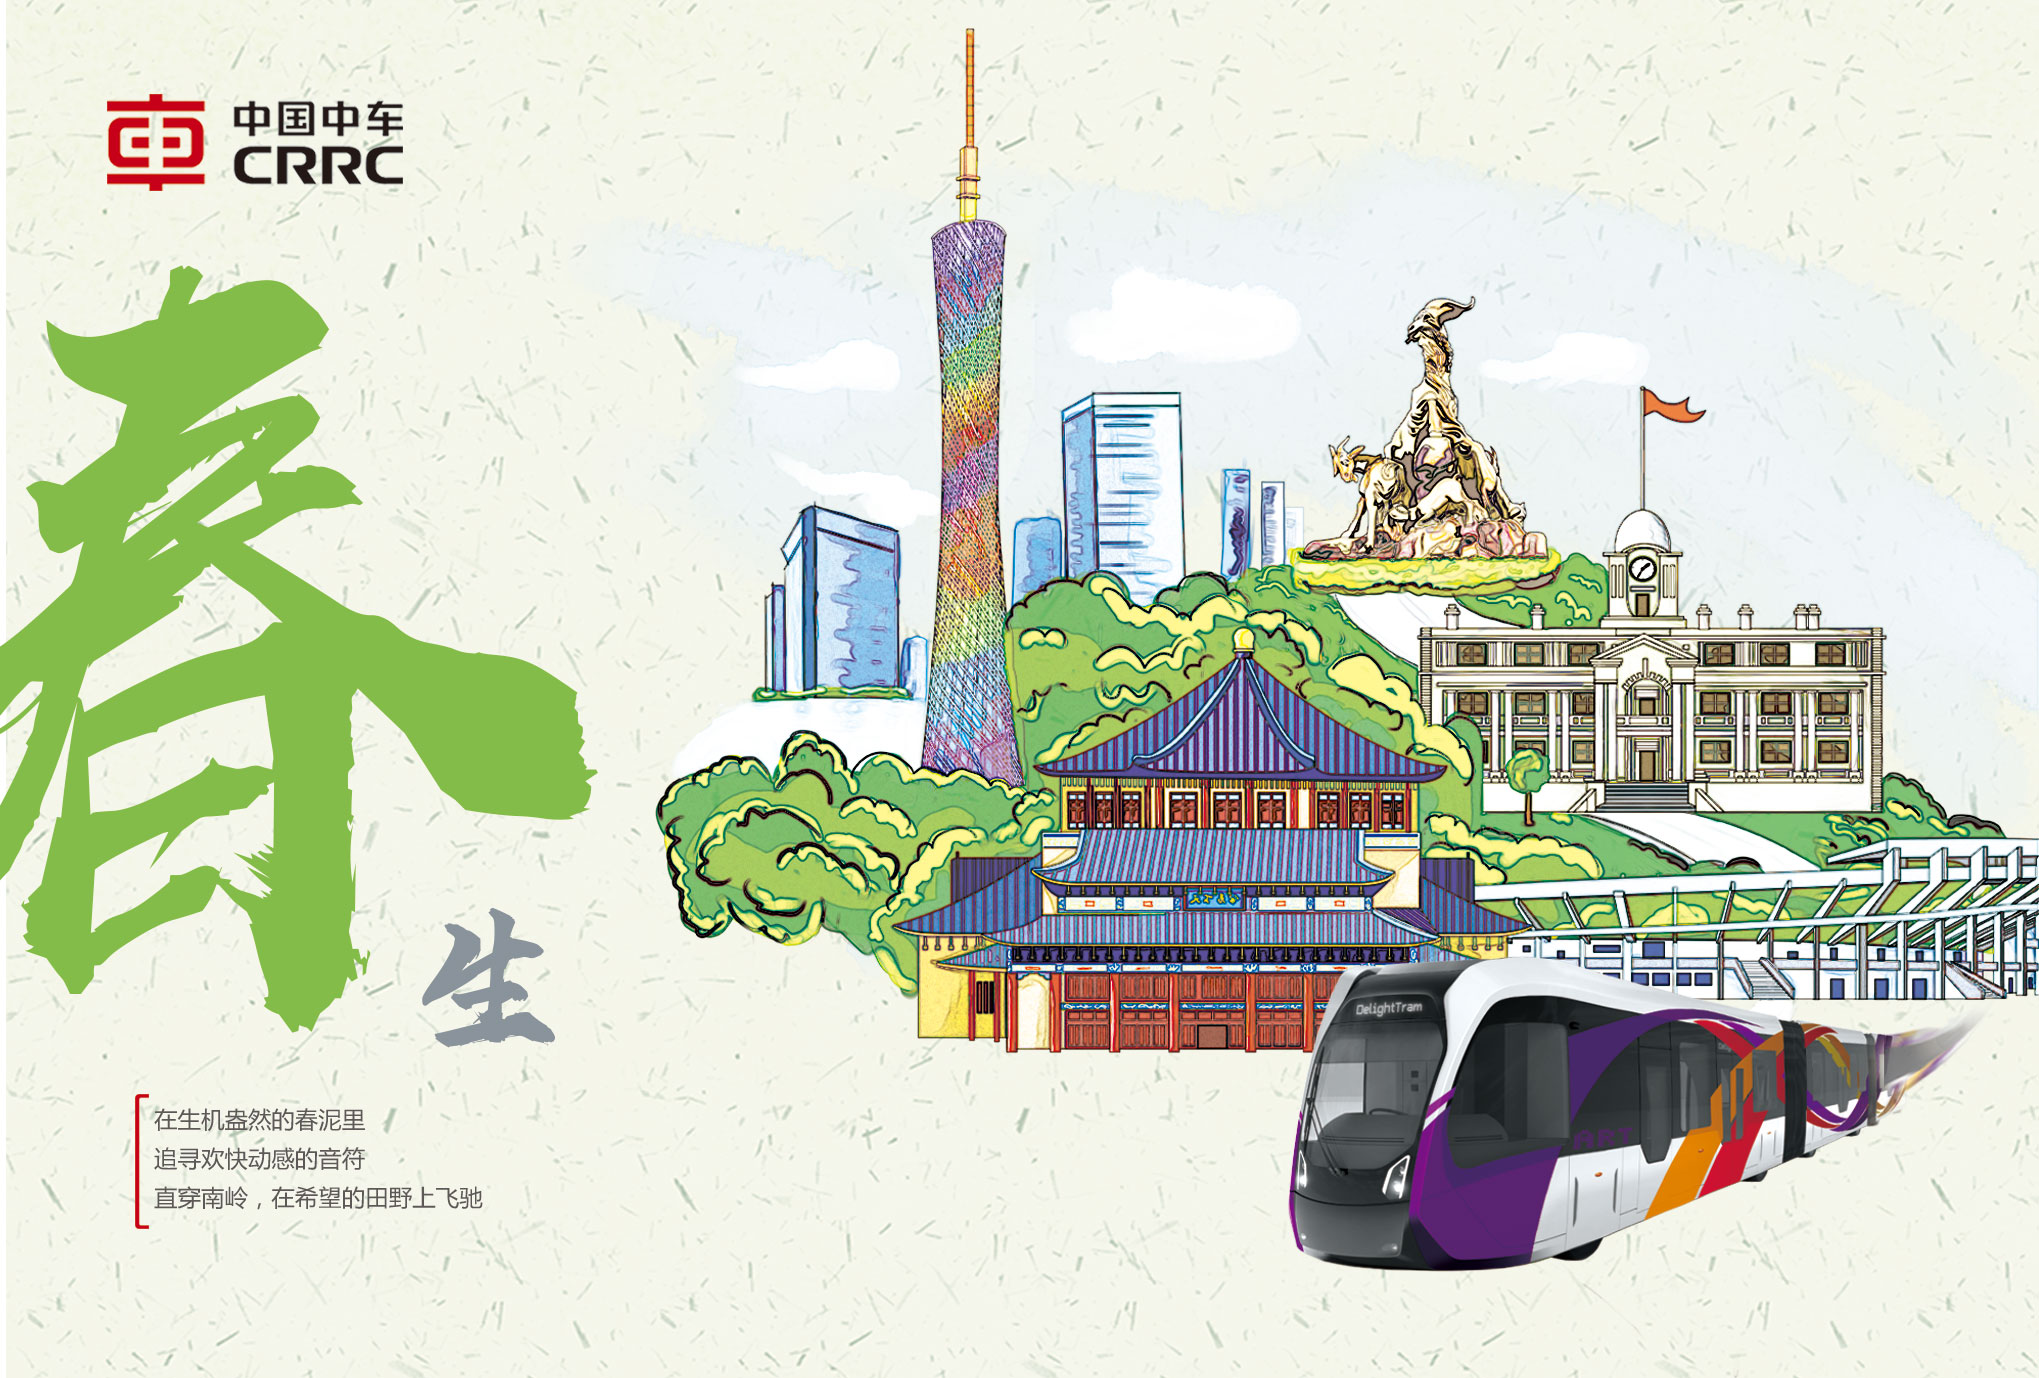 中国中车
CRRC
春
生
在生机盎然的春泥里
追寻欢快动感的音符
直穿南岭，在希望的田野上飞驰
DelightTram
ART